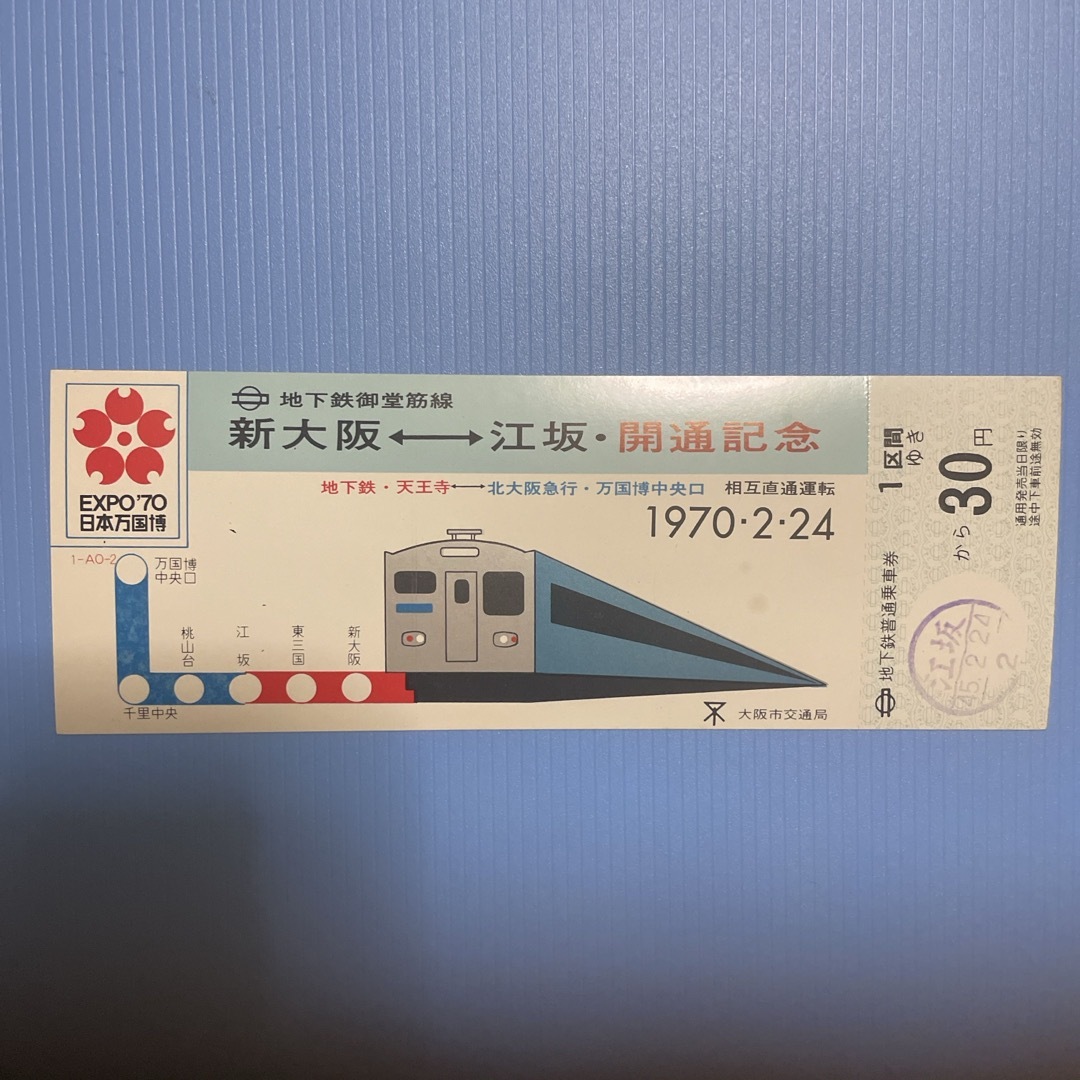 EXPO'70
日本万国博
地下鉄御堂筋線
新大阪⟷江坂・開通記念
地下鉄・天王寺⟷北大阪急行・万国博中央口 相互直通運転
1970・2・24
1-AO-2
万国博
中央口
千里中央
桃山台
江坂
東三国
新大阪
大阪市交通局
地下鉄普通乗車券
1区間
ゆき
から
30円
通用発売当日限り
途中下車前途無効
江坂
45.2.24
2